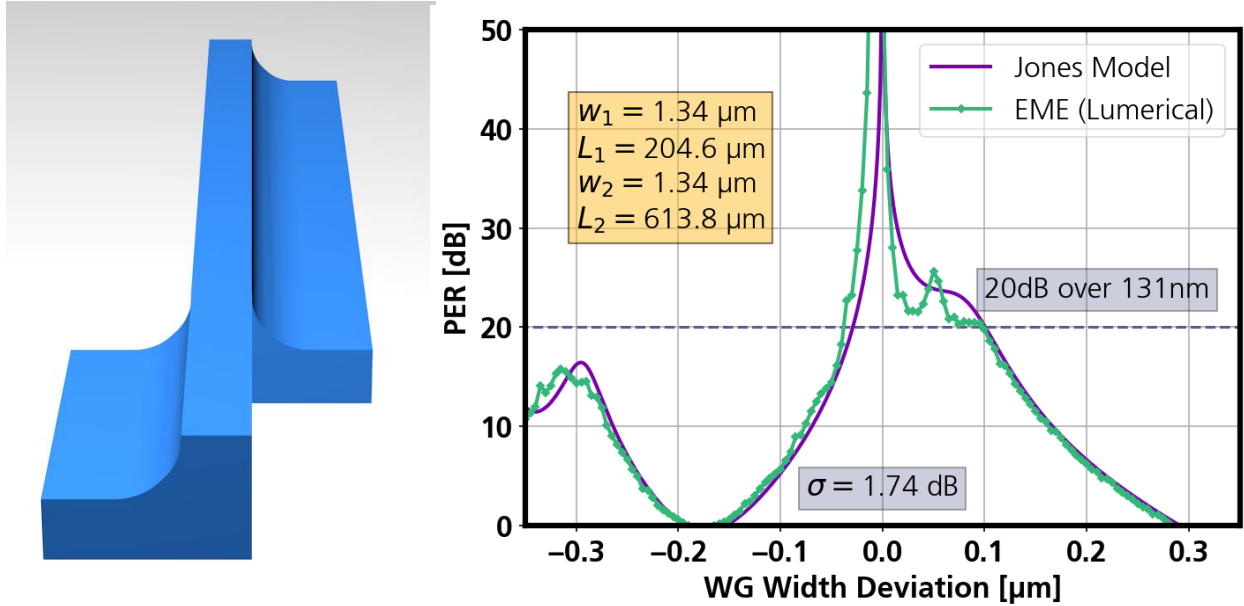 50
40
30
20
10
0
PER [dB]
w₁ = 1.34 µm
L₁ = 204.6 µm
w₂ = 1.34 µm
L₂ = 613.8 µm
Jones Model
EME (Lumerical)
20dB over 131nm
σ = 1.74 dB
−0.3
−0.2
−0.1
0.0
0.1
0.2
0.3
WG Width Deviation [µm]